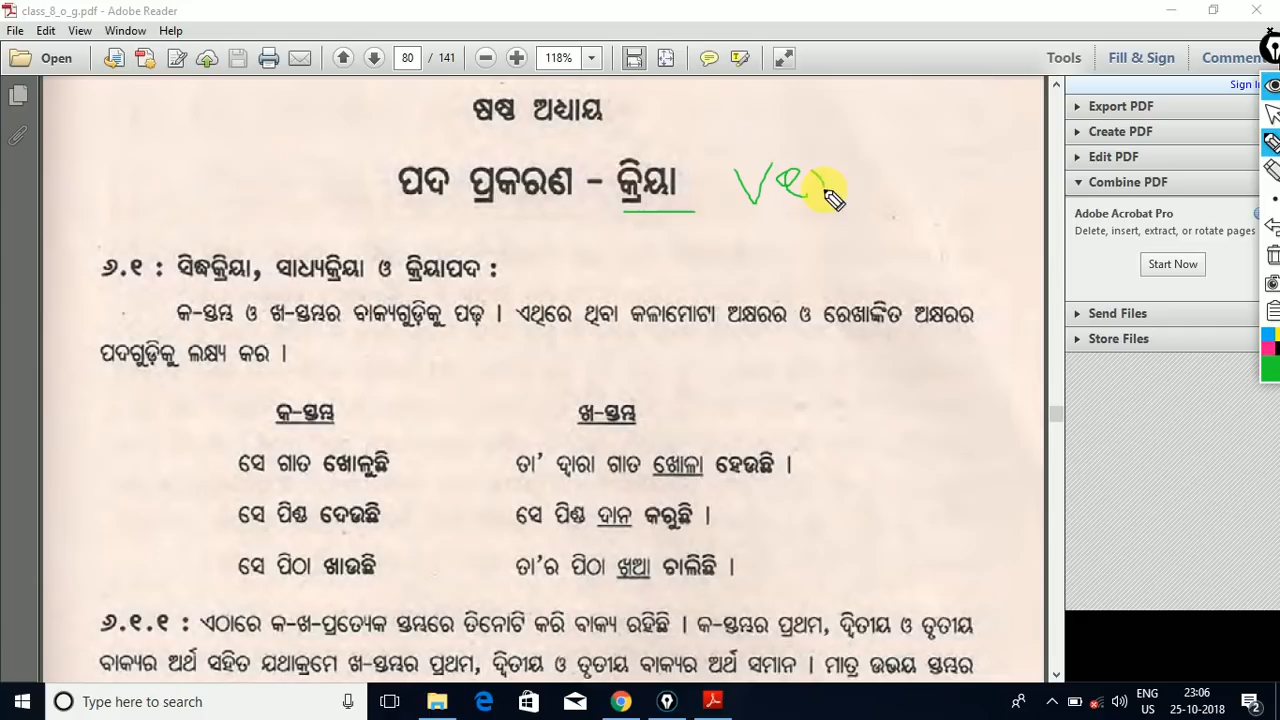 class_8_o_g.pdf - Adobe Reader
File Edit View Window Help
Open 80 / 141 118% Tools Fill & Sign Comment
Sign In
ଷଷ୍ଠ ଅଧ୍ୟାୟ
ପଦ ପ୍ରକରଣ - କ୍ରିୟା
୬.୧ : ସିଦ୍ଧକ୍ରିୟା, ସାଧ୍ୟକ୍ରିୟା ଓ କ୍ରିୟାପଦ :
କ-ସ୍ତମ୍ଭ ଓ ଖ-ସ୍ତମ୍ଭର ବାକ୍ୟଗୁଡ଼ିକୁ ପଢ଼ । ଏଥିରେ ଥିବା କଳାମୋଟା ଅକ୍ଷରର ଓ ରେଖାଙ୍କିତ ଅକ୍ଷରର
ପଦଗୁଡ଼ିକୁ ଲକ୍ଷ୍ୟ କର ।
କ-ସ୍ତମ୍ଭ ଖ-ସ୍ତମ୍ଭ
ସେ ଗାତ ଖୋଳୁଛି ତା' ଦ୍ୱାରା ଗାତ ଖୋଳା ହେଉଛି ।
ସେ ପିଣ୍ଡ ଦେଉଛି ସେ ପିଣ୍ଡ ଦାନ କରୁଛି ।
ସେ ପିଠା ଖାଉଛି ତା'ର ପିଠା ଖିଆ ଚାଲିଛି ।
୬.୧.୧ : ଏଠାରେ କ-ଖ-ପ୍ରତ୍ୟେକ ସ୍ତମ୍ଭରେ ତିନୋଟି କରି ବାକ୍ୟ ରହିଛି । କ-ସ୍ତମ୍ଭର ପ୍ରଥମ, ଦ୍ୱିତୀୟ ଓ ତୃତୀୟ
ବାକ୍ୟର ଅର୍ଥ ସହିତ ଯଥାକ୍ରମେ ଖ-ସ୍ତମ୍ଭର ପ୍ରଥମ, ଦ୍ୱିତୀୟ ଓ ତୃତୀୟ ବାକ୍ୟର ଅର୍ଥ ସମାନ । ମାତ୍ର ଉଭୟ ସ୍ତମ୍ଭର
Export PDF
Create PDF
Edit PDF
Combine PDF
Adobe Acrobat Pro
Delete, insert, extract, or rotate pages
Start Now
Send Files
Store Files
Type here to search
ENG 23:06
US 25-10-2018
2